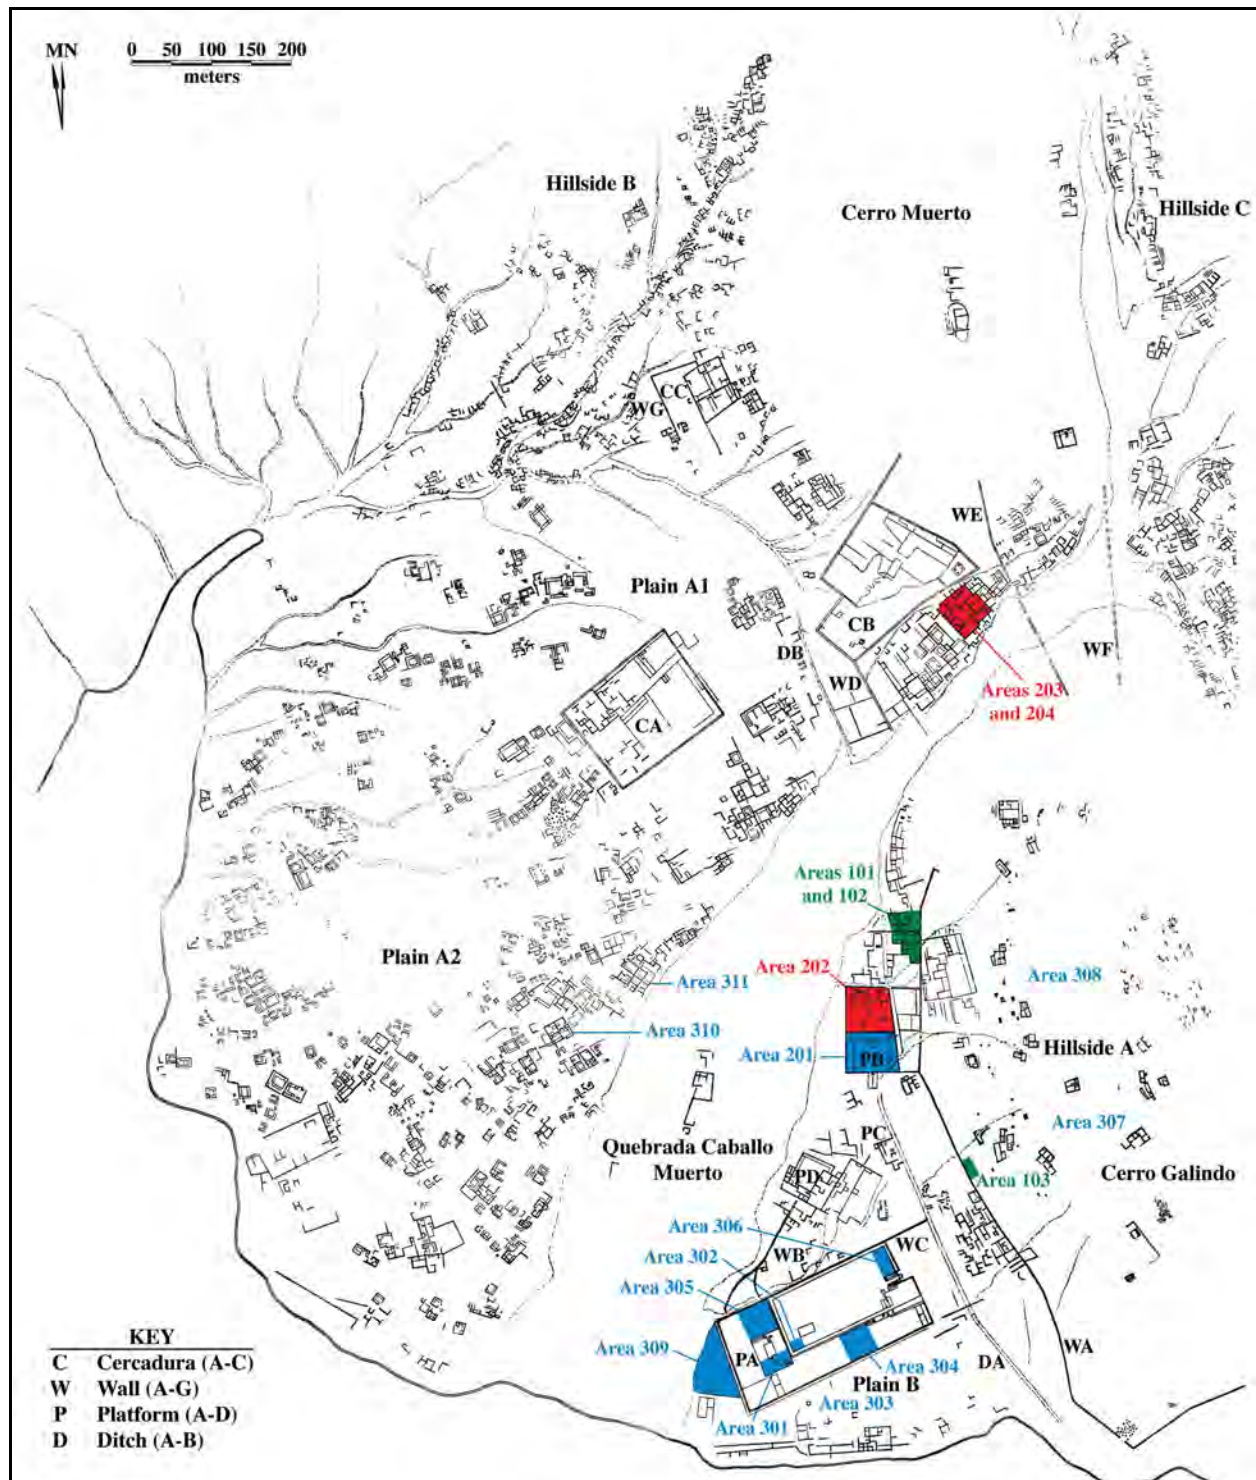 MN
0 50 100 150 200
meters
Hillside B
Cerro Muerto
Hillside C
CC
WG
WE
Plain A1
CB
DB
WD
WF
Areas 203
and 204
CA
Areas 101
and 102
Plain A2
Area 202
Area 311
Area 308
Area 310
Area 201
PB
Hillside A
PC
Area 307
Quebrada Caballo
Muerto
PD
Area 103
Cerro Galindo
Area 306
Area 302
WB
WC
Area 305
Area 309
PA
Area 304
DA
WA
Plain B
Area 303
Area 301
KEY
C Cercadura (A-C)
W Wall (A-G)
P Platform (A-D)
D Ditch (A-B)